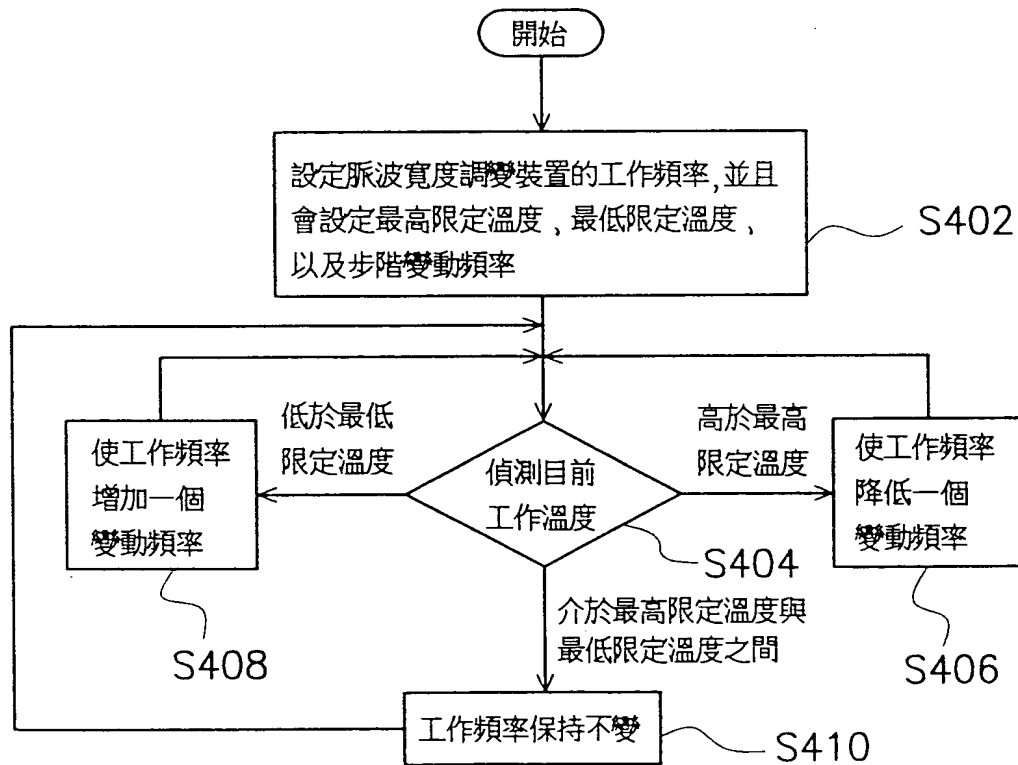 開始
設定脈波寬度調變裝置的工作頻率,並且
會設定最高限定溫度﹑最低限定溫度﹑
以及步階變動頻率
S402
低於最低
限定溫度
高於最高
限定溫度
使工作頻率
增加一個
變動頻率
偵測目前
工作溫度
使工作頻率
降低一個
變動頻率
S404
介於最高限定溫度與
最低限定溫度之間
S408
S406
工作頻率保持不變
S410